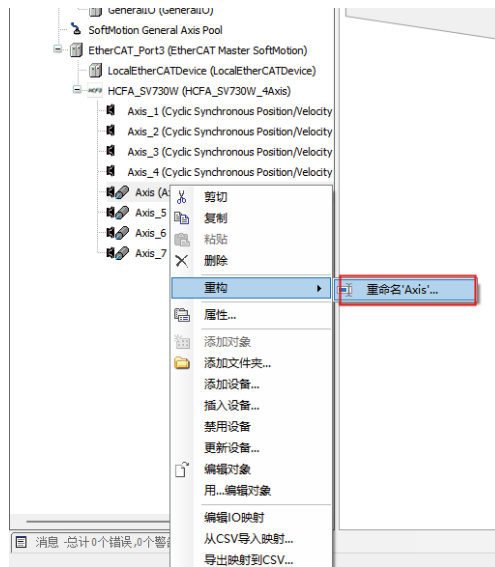 GeneralIO (GeneralIO)
SoftMotion General Axis Pool
EtherCAT_Port3 (EtherCAT Master SoftMotion)
LocalEtherCATDevice (LocalEtherCATDevice)
HCFA HCFA_SV730W (HCFA_SV730W_4Axis)
Axis_1 (Cyclic Synchronous Position/Velocity
Axis_2 (Cyclic Synchronous Position/Velocity
Axis_3 (Cyclic Synchronous Position/Velocity
Axis_4 (Cyclic Synchronous Position/Velocity
Axis (A
Axis_5
Axis_6
Axis_7
剪切
复制
粘贴
删除
重构
重命名'Axis'...
属性...
添加对象
添加文件夹...
添加设备...
插入设备...
禁用设备
更新设备...
编辑对象
用...编辑对象
编辑IO映射
从CSV导入映射...
导出映射到CSV...
消息 -总计0个错误,0个警